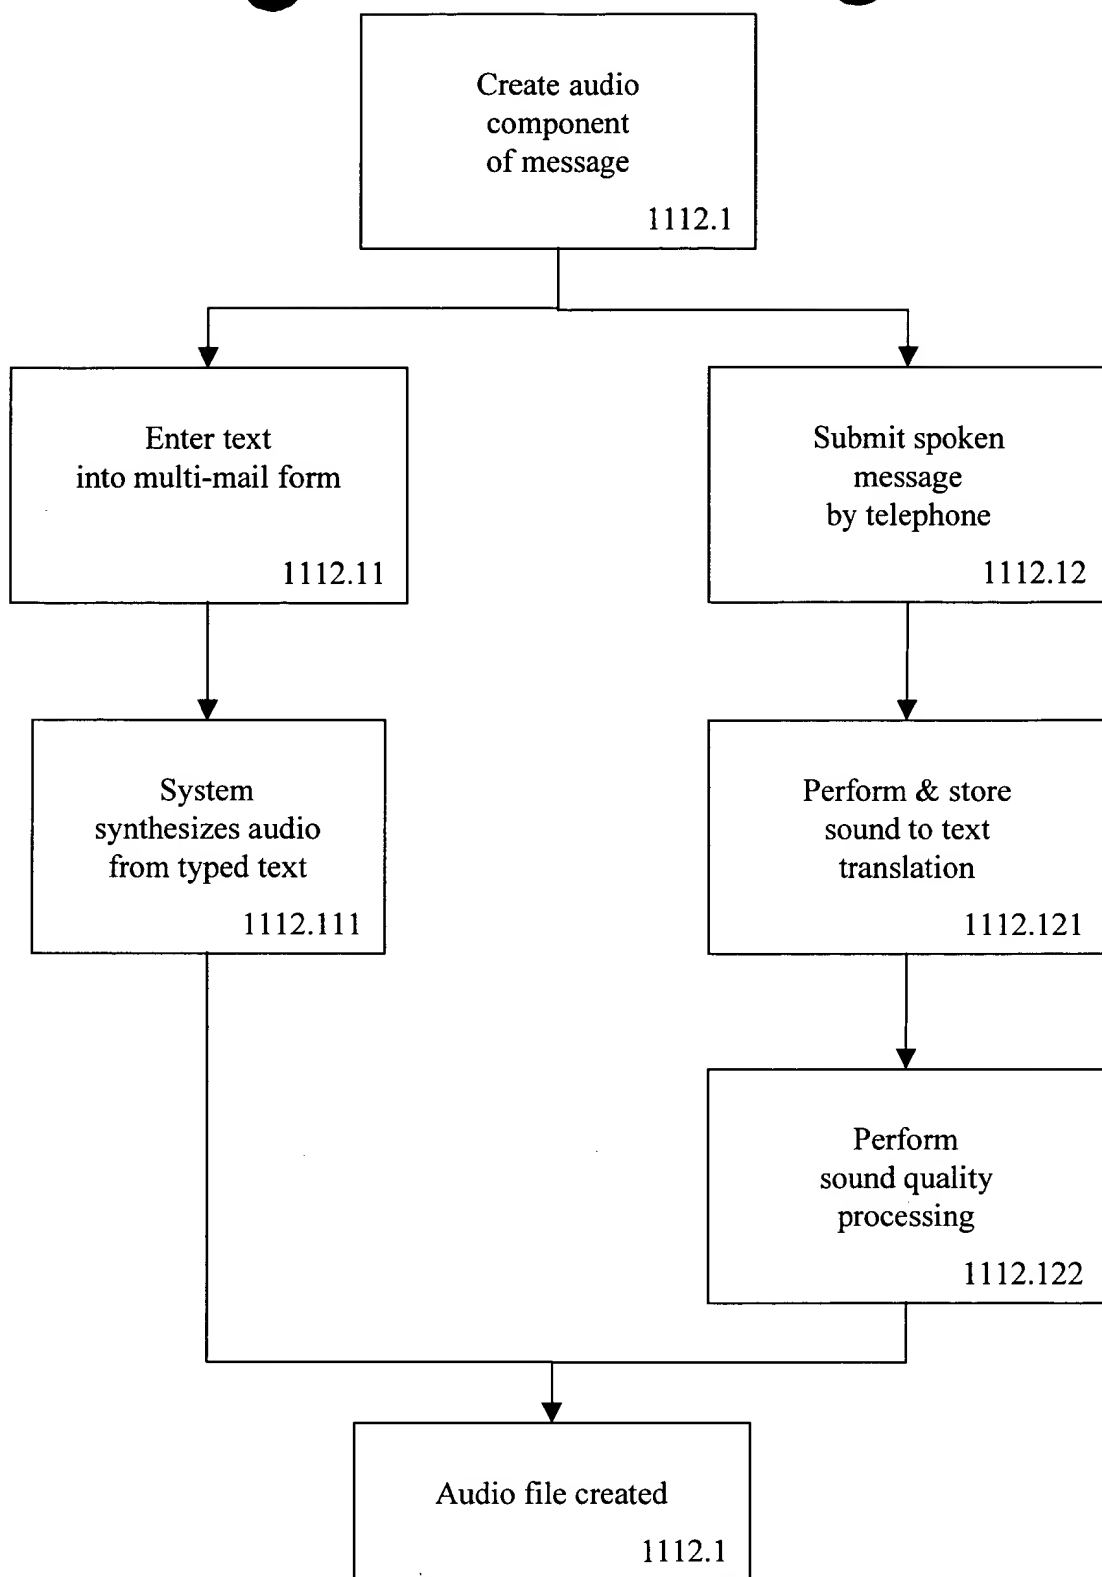 Create audio
component
of message
1112.1
Enter text
into multi-mail form
1112.11
Submit spoken
message
by telephone
1112.12
System
synthesizes audio
from typed text
1112.111
Perform & store
sound to text
translation
1112.121
Perform
sound quality
processing
1112.122
Audio file created
1112.1